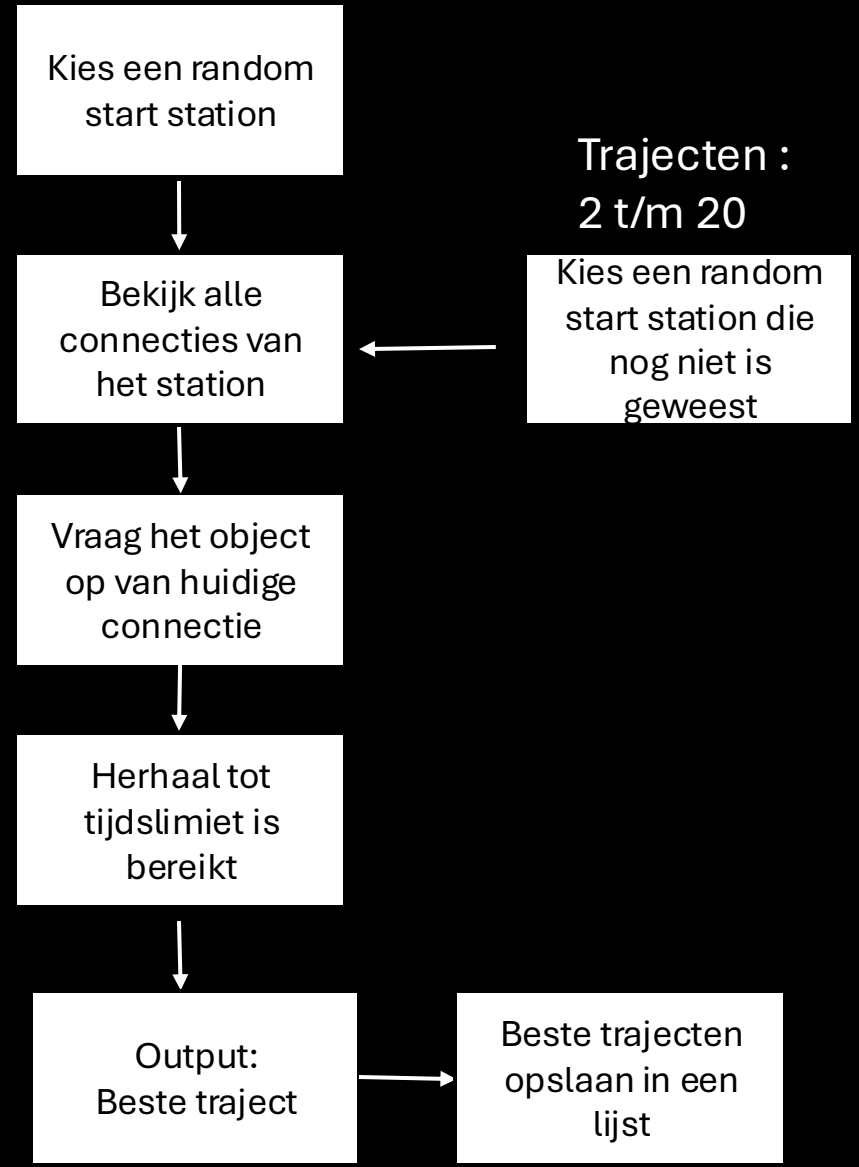 Kies een random
start station
Trajecten :
2 t/m 20
Bekijk alle
connecties van
het station
Kies een random
start station die
nog niet is
geweest
Vraag het object
op van huidige
connectie
Herhaal tot
tijdslimiet is
bereikt
Output:
Beste traject
Beste trajecten
opslaan in een
lijst